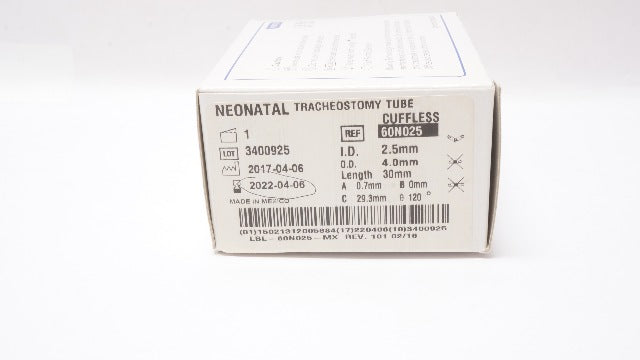 NEONATAL TRACHEOSTOMY TUBE
CUFFLESS
1
REF 60N025
LOT 3400925
I.D. 2.5mm
2017-04-06
O.D. 4.0mm
2022-04-06
Length 30mm
A 0.7mm B 0mm
MADE IN MEXICO
C 29.3mm θ 120°
(01)15021312005684(17)220406(10)3400925
LBL-60N025-MX REV. 101 02/16